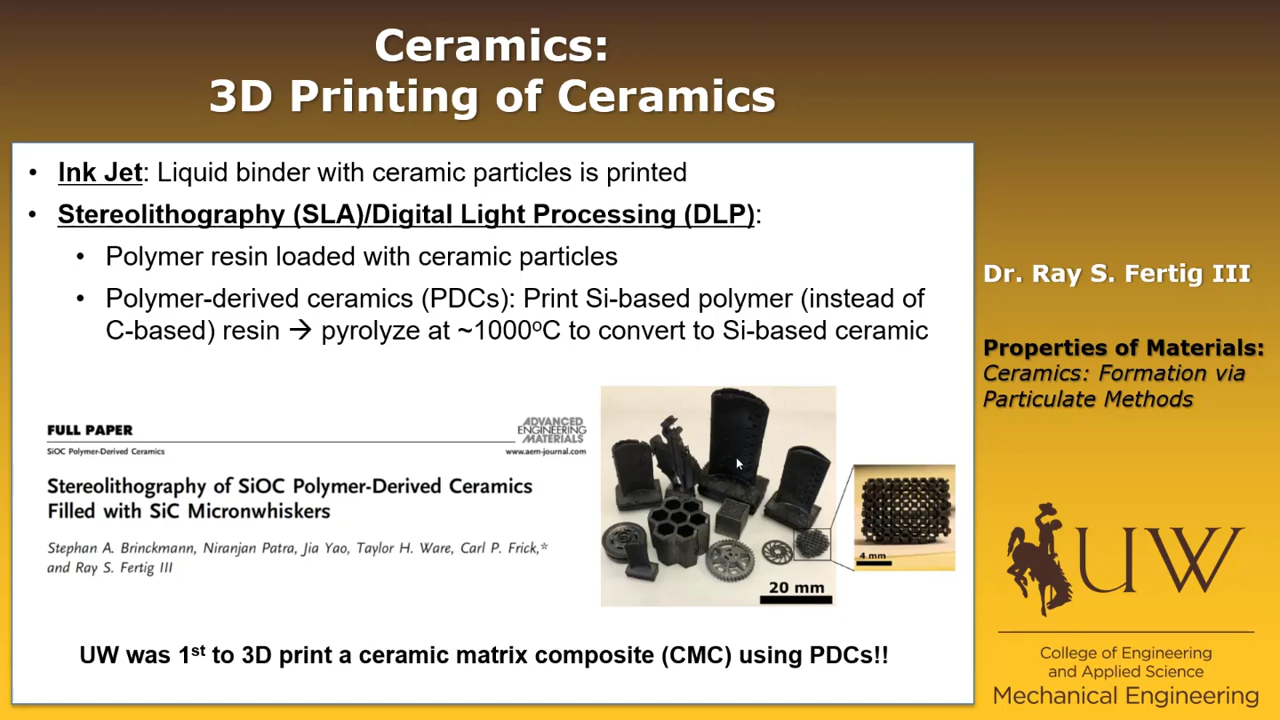 Ceramics:
3D Printing of Ceramics
• Ink Jet: Liquid binder with ceramic particles is printed
• Stereolithography (SLA)/Digital Light Processing (DLP):
• Polymer resin loaded with ceramic particles
• Polymer-derived ceramics (PDCs): Print Si-based polymer (instead of
C-based) resin → pyrolyze at ~1000ºC to convert to Si-based ceramic
FULL PAPER
ADVANCED
ENGINEERING
MATERIALS
SiOC Polymer-Derived Ceramics
www.aem-journal.com
Stereolithography of SiOC Polymer-Derived Ceramics
Filled with SiC Micronwhiskers
Stephan A. Brinckmann, Niranjan Patra, Jia Yao, Taylor H. Ware, Carl P. Frick,*
and Ray S. Fertig III
4 mm
20 mm
UW was 1st to 3D print a ceramic matrix composite (CMC) using PDCs!!
Dr. Ray S. Fertig III
Properties of Materials:
Ceramics: Formation via
Particulate Methods
UW
College of Engineering
and Applied Science
Mechanical Engineering